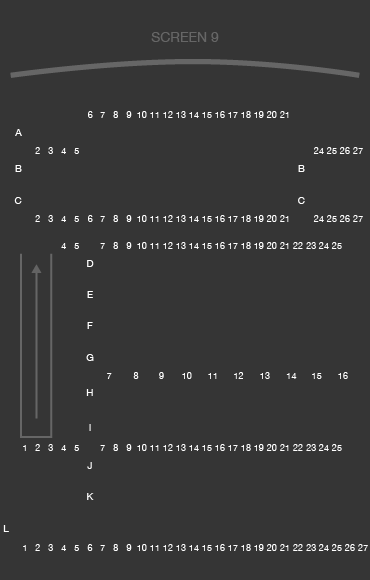 SCREEN 9
6 7 8 9 10 11 12 13 14 15 16 17 18 19 20 21
A
2 3 4 5 24 25 26 27
B B
C C
2 3 4 5 6 7 8 9 10 11 12 13 14 15 16 17 18 19 20 21 24 25 26 27
4 5 7 8 9 10 11 12 13 14 15 16 17 18 19 20 21 22 23 24 25
D
E
F
G
7 8 9 10 11 12 13 14 15 16
H
I
1 2 3 4 5 7 8 9 10 11 12 13 14 15 16 17 18 19 20 21 22 23 24 25
J
K
L
1 2 3 4 5 6 7 8 9 10 11 12 13 14 15 16 17 18 19 20 21 22 23 24 25 26 27